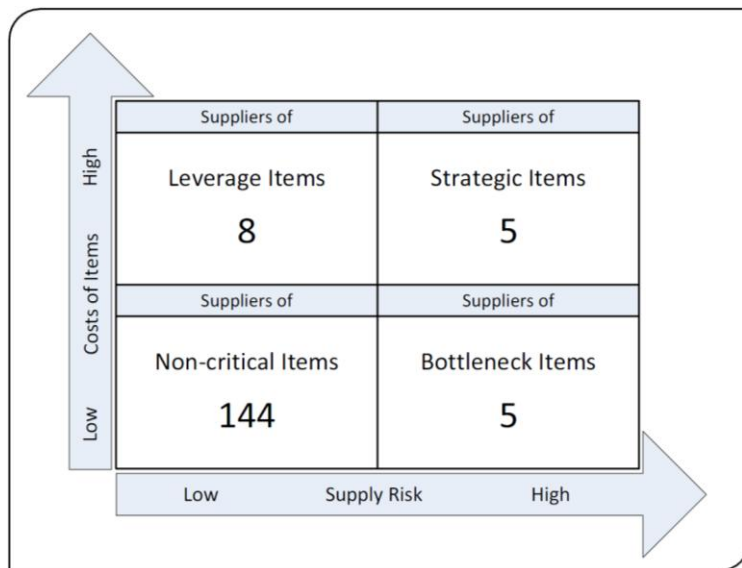 Suppliers of
Suppliers of
Leverage Items
Strategic Items
8
5
Suppliers of
Suppliers of
Non-critical Items
Bottleneck Items
144
5
High
Costs of Items
Low
Low
Supply Risk
High